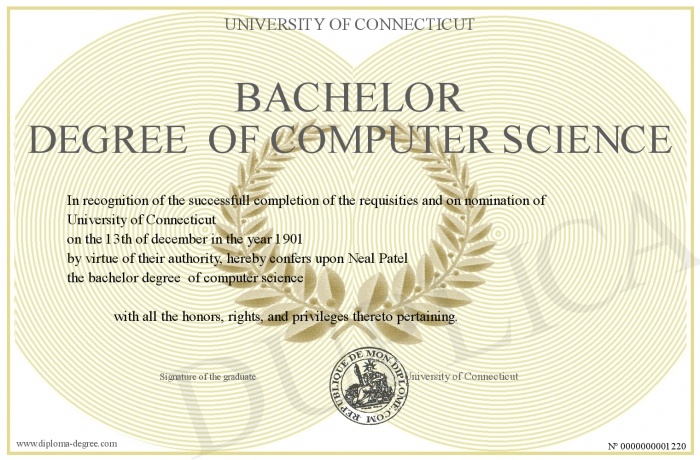 UNIVERSITY OF CONNECTICUT
BACHELOR
DEGREE OF COMPUTER SCIENCE
In recognition of the successfull completion of the requisities and on nomination of
University of Connecticut
on the 13th of december in the year 1901
by virtue of their authority, hereby confers upon Neal Patel
the bachelor degree of computer science
with all the honors, rights, and privileges thereto pertaining.
Signature of the graduate
University of Connecticut
REPUBLIQUE DE MON-DIPLOME.COM
DUPLICATA
www.diploma-degree.com
Nº 0000000001220